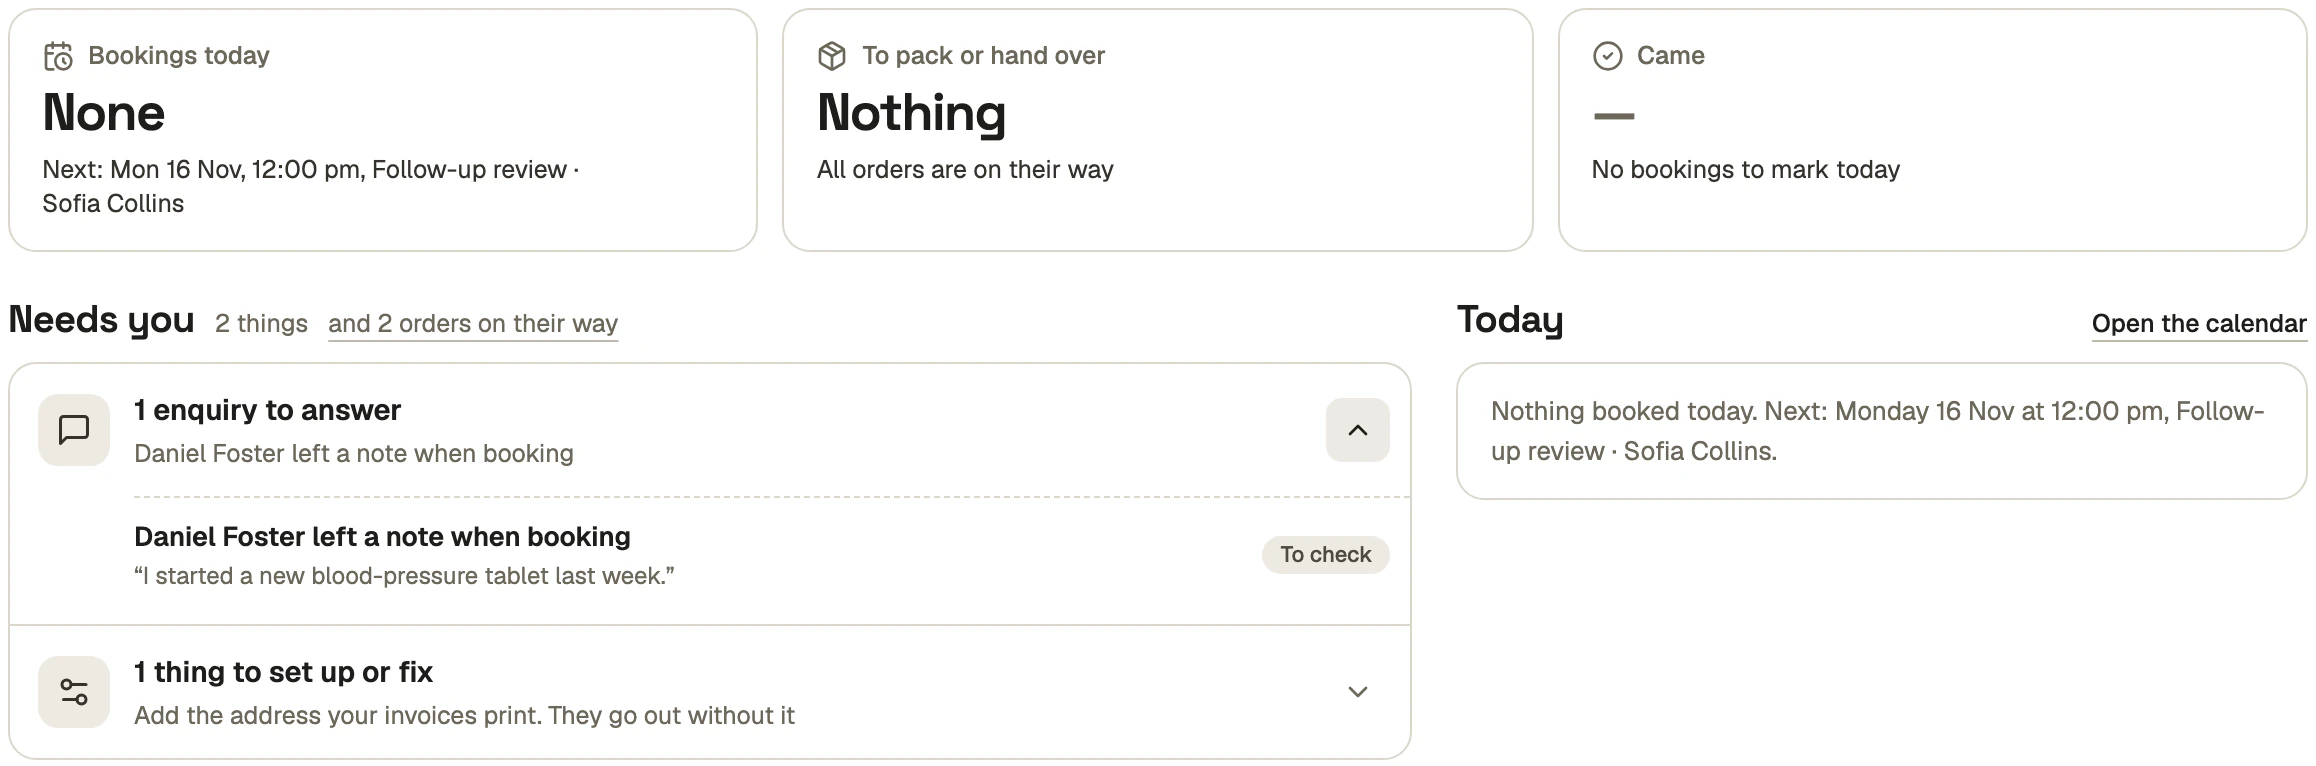 Bookings today
None
Next: Mon 16 Nov, 12:00 pm, Follow-up review ·
Sofia Collins
To pack or hand over
Nothing
All orders are on their way
Came
—
No bookings to mark today
Needs you 2 things and 2 orders on their way
1 enquiry to answer
Daniel Foster left a note when booking
Daniel Foster left a note when booking
“I started a new blood-pressure tablet last week.”
To check
1 thing to set up or fix
Add the address your invoices print. They go out without it
Today Open the calendar
Nothing booked today. Next: Monday 16 Nov at 12:00 pm, Follow-
up review · Sofia Collins.